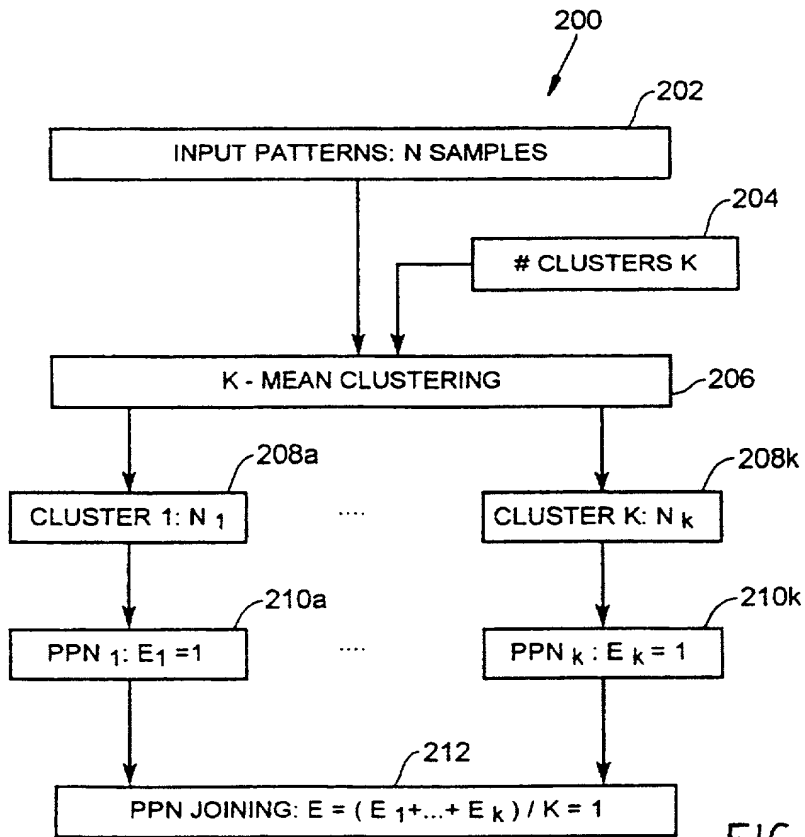 200
202
INPUT PATTERNS: N SAMPLES
204
# CLUSTERS K
K - MEAN CLUSTERING
206
208a
208k
CLUSTER 1: N 1
....
CLUSTER K: N k
210a
210k
PPN 1: E 1 =1
....
PPN k : E k = 1
212
PPN JOINING: E = ( E 1+...+ E k ) / K = 1
FIG